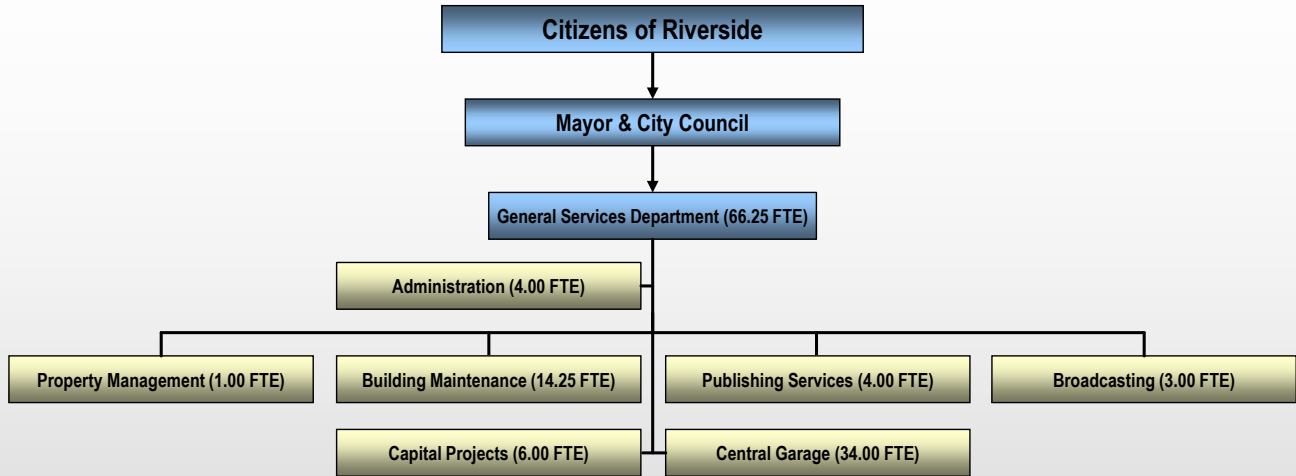 Citizens of Riverside
Mayor & City Council
General Services Department (66.25 FTE)
Administration (4.00 FTE)
Property Management (1.00 FTE)
Building Maintenance (14.25 FTE)
Publishing Services (4.00 FTE)
Broadcasting (3.00 FTE)
Capital Projects (6.00 FTE)
Central Garage (34.00 FTE)